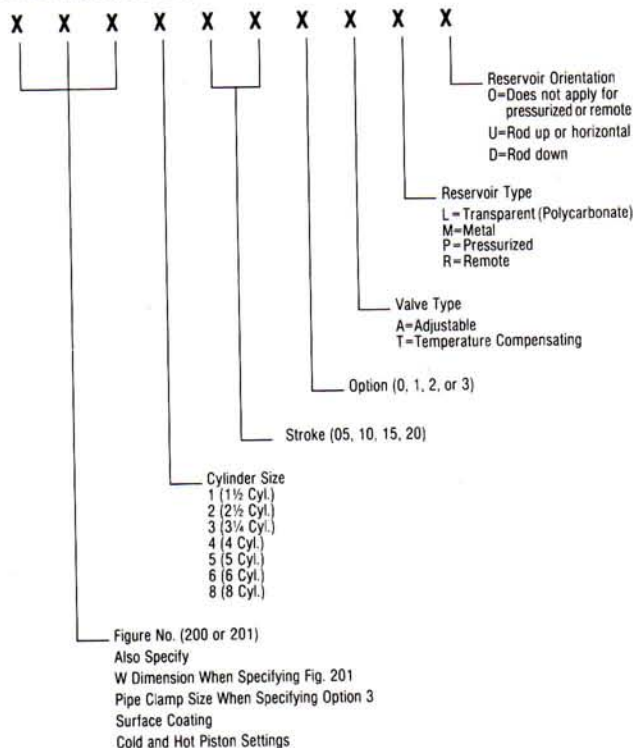 X X X X X X X X X X
Reservoir Orientation
O=Does not apply for
pressurized or remote
U=Rod up or horizontal
D=Rod down
Reservoir Type
L=Transparent (Polycarbonate)
M=Metal
P=Pressurized
R=Remote
Valve Type
A=Adjustable
T=Temperature Compensating
Option (0, 1, 2, or 3)
Stroke (05, 10, 15, 20)
Cylinder Size
1 (1½ Cyl.)
2 (2½ Cyl.)
3 (3¼ Cyl.)
4 (4 Cyl.)
5 (5 Cyl.)
6 (6 Cyl.)
8 (8 Cyl.)
Figure No. (200 or 201)
Also Specify
W Dimension When Specifying Fig. 201
Pipe Clamp Size When Specifying Option 3
Surface Coating
Cold and Hot Piston Settings